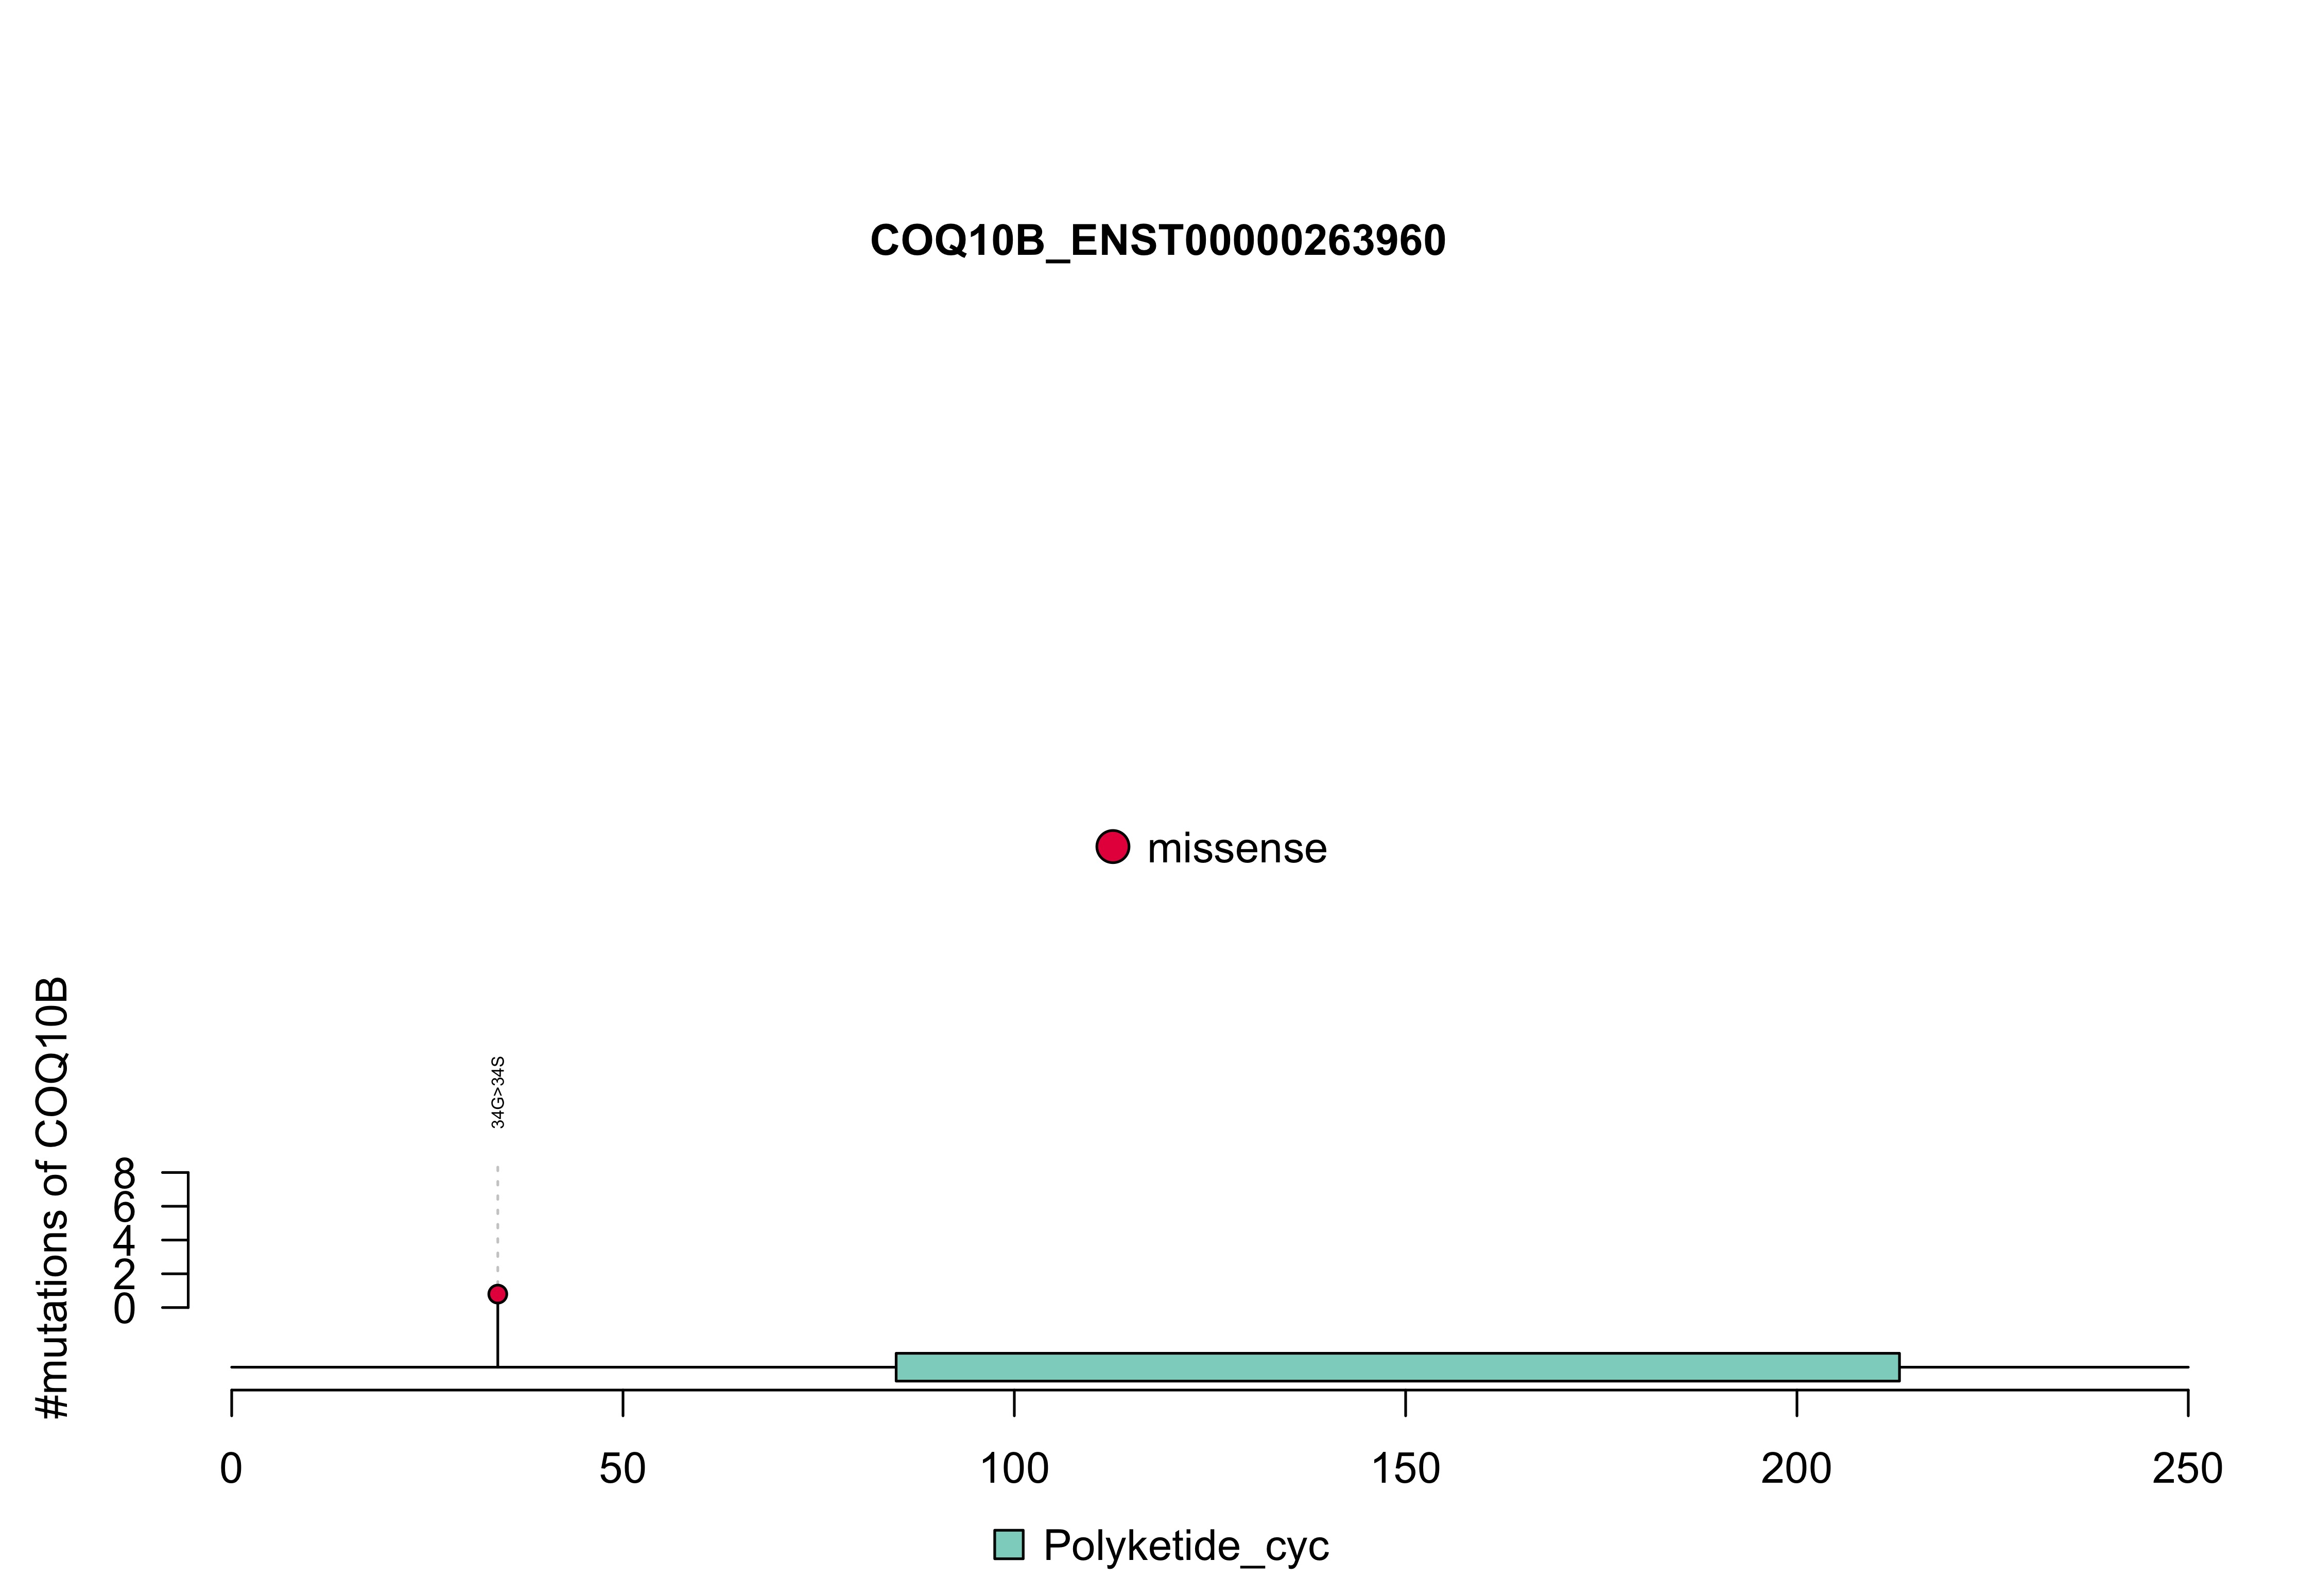 COQ10B_ENST00000263960
missense
#mutations of COQ10B
34G>34S
8
6
4
2
0
0 50 100 150 200 250
Polyketide_cyc